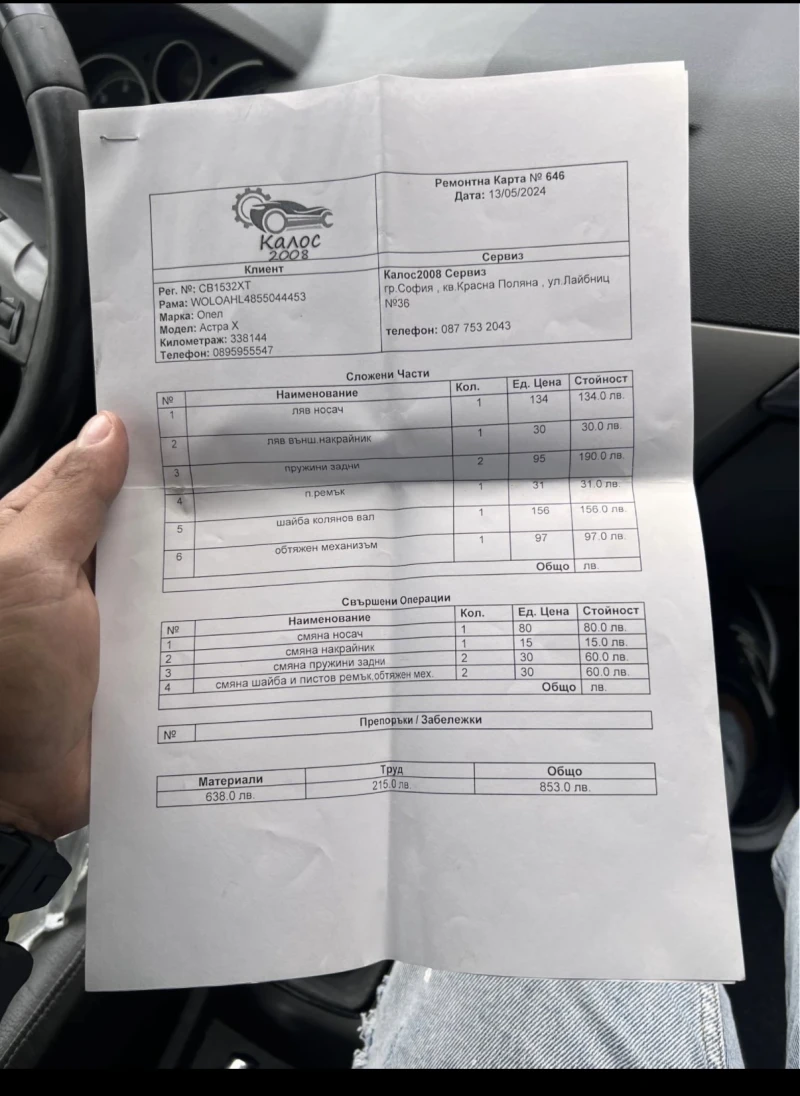 Калос
2008
Ремонтна Карта № 646
Дата: 13/05/2024
Клиент
Рег. №: CB1532XT
Рама: WOLOAHL4855044453
Марка: Опел
Модел: Астра Х
Километраж: 338144
Телефон: 0895955547
Сервиз
Калос2008 Сервиз
гр.София , кв.Красна Поляна , ул.Лайбниц
№36
телефон: 087 753 2043
Сложени Части
№ Наименование Кол. Ед. Цена Стойност
1 ляв носач 1 134 134.0 лв.
2 ляв външ.накрайник 1 30 30.0 лв.
3 пружини задни 2 95 190.0 лв.
4 п.ремък 1 31 31.0 лв.
5 шайба колянов вал 1 156 156.0 лв.
6 обтяжен механизъм 1 97 97.0 лв.
Общо лв.
Свършени Операции
№ Наименование Кол. Ед. Цена Стойност
1 смяна носач 1 80 80.0 лв.
2 смяна накрайник 1 15 15.0 лв.
3 смяна пружини задни 2 30 60.0 лв.
4 смяна шайба и пистов ремък,обтяжен мех. 2 30 60.0 лв.
Общо лв.
№ Препоръки / Забележки
Материали Труд Общо
638.0 лв. 215.0 лв. 853.0 лв.